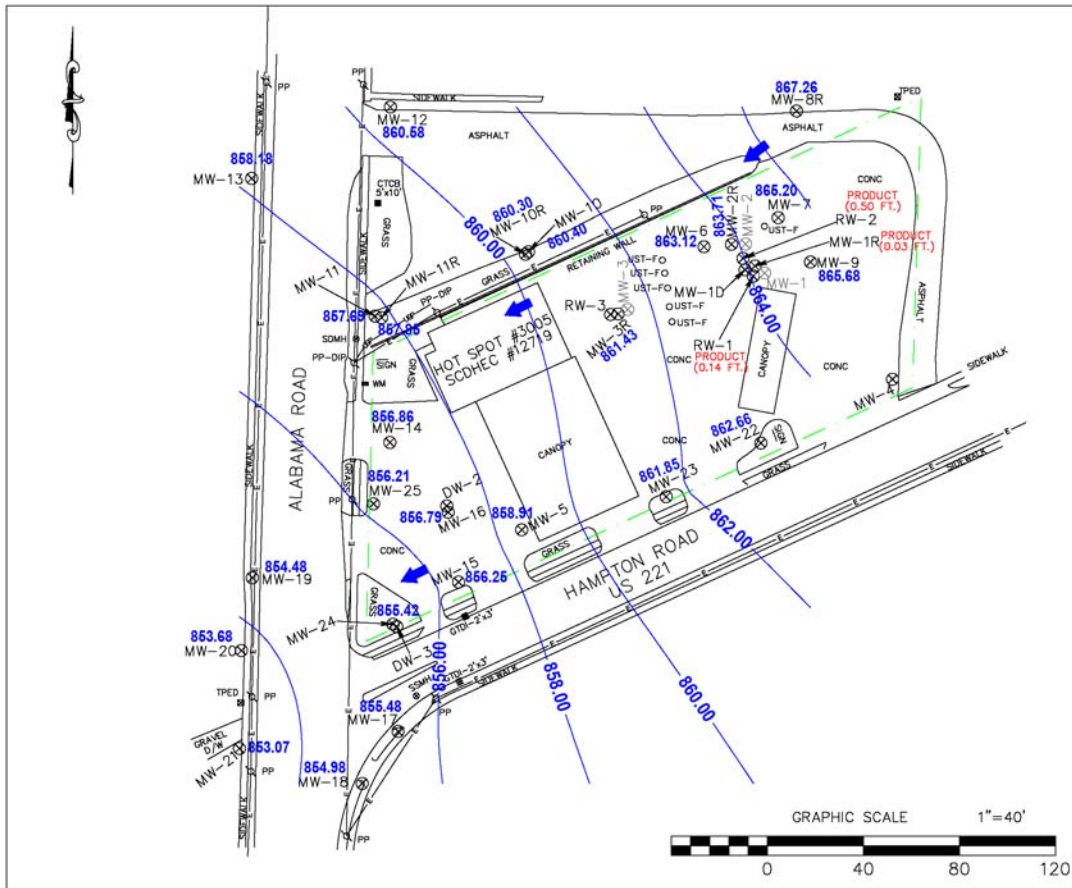 PP
SIDEWALK
SIDEWALK
867.26
MW-8R
TPED
MW-12
860.58
ASPHALT
ASPHALT
858.18
MW-13
CTCB
5'x10'
GRASS
SIDEWALK
860.30
MW-10R
860.00
MW-10
860.40
GRASS
RETAINING WALL
PP
865.20
MW-7
UST-F
863.71
MW-2R
MW-2
MW-6
863.12
CONC
PRODUCT
(0.50 FT.)
RW-2
PRODUCT
(0.03 FT.)
MW-1R
MW-9
865.68
MW-1
MW-1D
864.00
RW-1
PRODUCT
(0.14 FT.)
UST-F
UST-F
UST-F
UST-F
UST-F
MW-3
RW-3
MW-3R
861.43
CONC
CANOPY
CONC
ASPHALT
MW-4
SIDEWALK
MW-11
MW-11R
857.69
857.85
PP-DIP
SDMH
PP-DIP
WM
SIGN
GRASS
HOT SPOT #3005
SCDHEC #12719
CANOPY
ALABAMA ROAD
856.86
MW-14
862.66
MW-22
SIGN
GRASS
CONC
861.85
MW-23
SIDEWALK
GRASS
PP
856.21
MW-25
DW-2
856.79
MW-16
858.91
MW-5
GRASS
862.00
HAMPTON ROAD
US 221
SIDEWALK
CONC
854.48
MW-19
MW-15
856.25
GRASS
855.42
MW-24
DW-3
GTDI-2'x3'
853.68
MW-20
TPED
PP
SSMH
GTDI-2'x3'
SIDEWALK
856.00
858.00
860.00
855.48
MW-17
GRAVEL
D/W
853.07
MW-21
PP
854.98
MW-18
SIDEWALK
PP
GRAPHIC SCALE 1"=40'
0 40 80 120